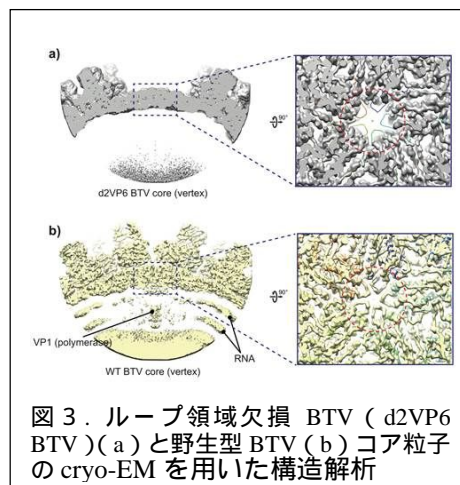 a)
90°
d2VP6 BTV core (vertex)
b)
90°
VP1 (polymerase)
RNA
WT BTV core (vertex)
図 3. ループ領域欠損 BTV ( d2VP6
BTV )( a ) と野生型 BTV ( b ) コア粒子
の cryo-EM を用いた構造解析